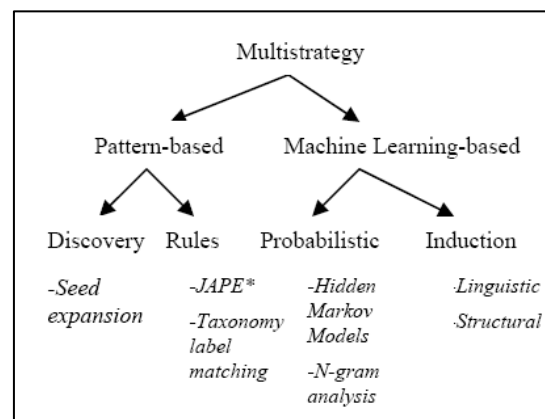 Multistrategy
Pattern-based Machine Learning-based
Discovery Rules Probabilistic Induction
-Seed
expansion
-JAPE*
-Taxonomy
label
matching
-Hidden
Markov
Models
-N-gram
analysis
-Linguistic
-Structural